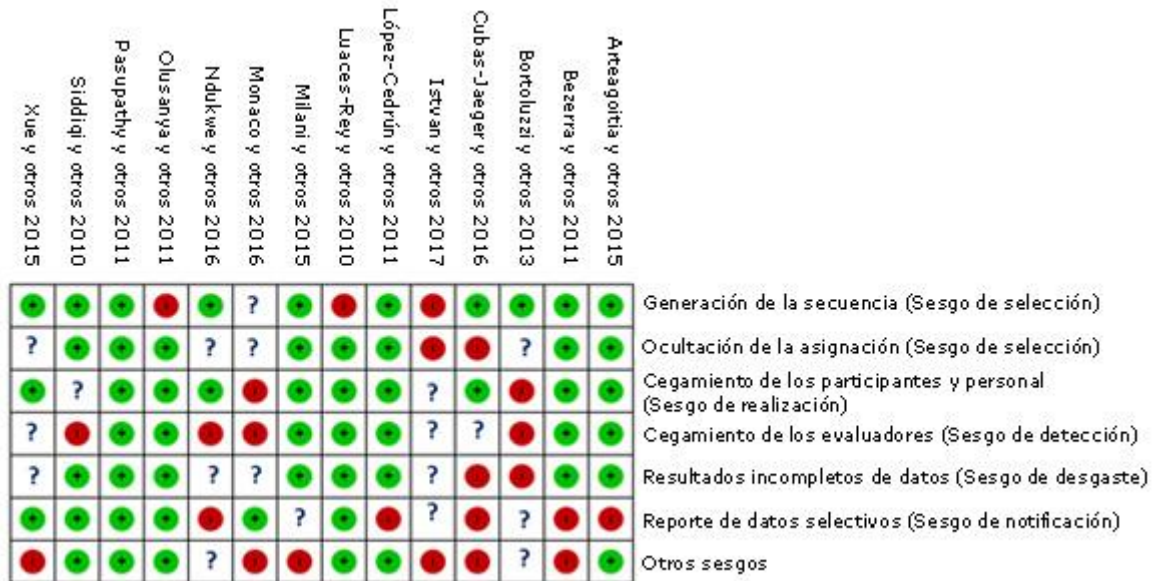 Xue y otros 2015
Siddiqi y otros 2010
Pasupathy y otros 2011
Olusanya y otros 2011
Ndukwe y otros 2016
Monaco y otros 2016
Milani y otros 2015
Luaces-Rey y otros 2010
López-Cedrún y otros 2011
Istvan y otros 2017
Cubas-Jaeger y otros 2016
Bortoluzzi y otros 2013
Bezerra y otros 2011
Arteagoitia y otros 2015
+ + + - + ? + - + - + + + + Generación de la secuencia (Sesgo de selección)
? + + + ? ? + + + - - ? + + Ocultación de la asignación (Sesgo de selección)
+ ? + + + - + + + ? + - + + Cegamiento de los participantes y personal
(Sesgo de realización)
? - + + - - + + + ? ? - + + Cegamiento de los evaluadores (Sesgo de detección)
? + + + ? ? + + + ? - - + + Resultados incompletos de datos (Sesgo de desgaste)
+ + + + - + ? + - ? - ? - - Reporte de datos selectivos (Sesgo de notificación)
- + + + ? - - + + - - ? - + Otros sesgos